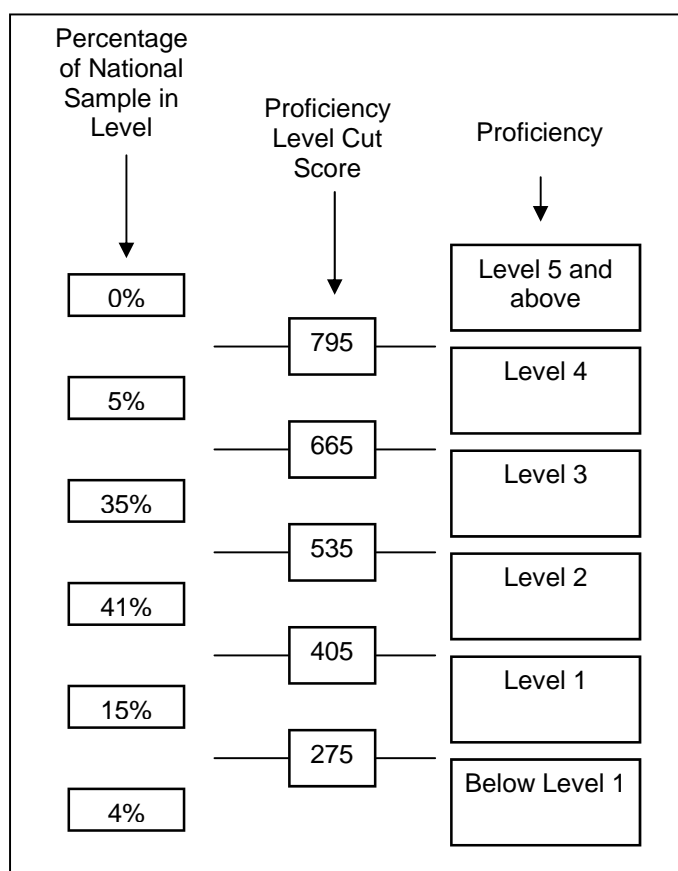 Percentage
of National
Sample in
Level
Proficiency
Level Cut
Score
Proficiency
0%
795
Level 5 and
above
5%
665
Level 4
35%
535
Level 3
41%
405
Level 2
15%
275
Level 1
4%
Below Level 1